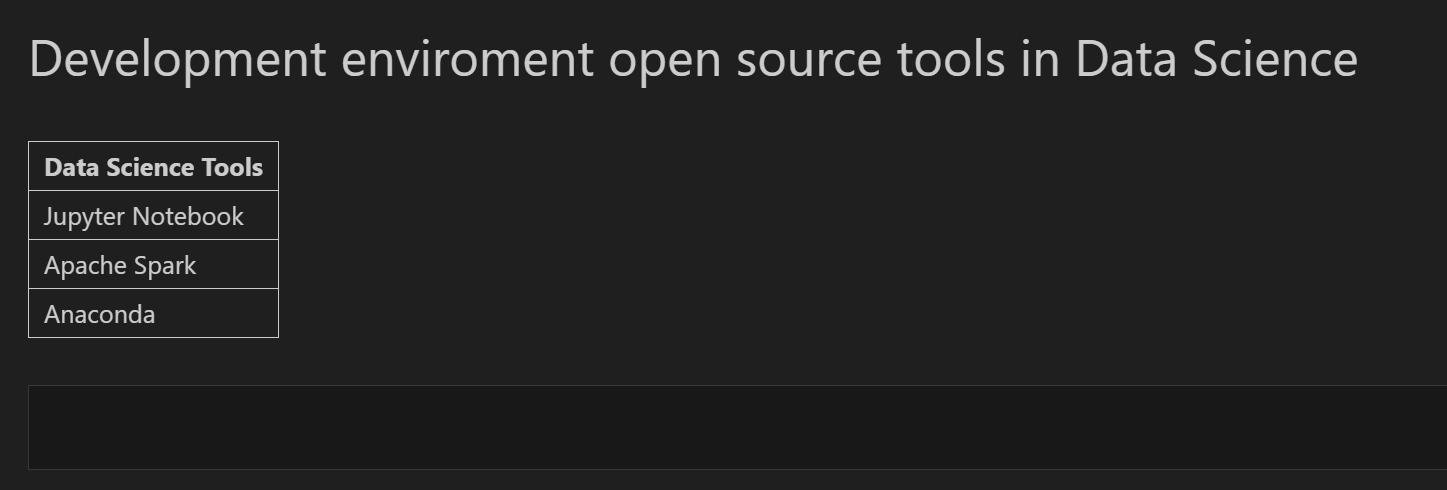 Development enviroment open source tools in Data Science
Data Science Tools
Jupyter Notebook
Apache Spark
Anaconda